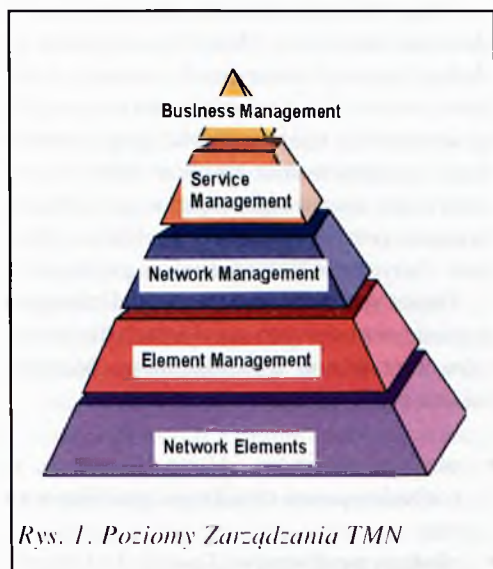 Business Management
Service
Management
Network Management
Element Management
Network Elements
Rys. 1. Poziomy Zarządzania TMN